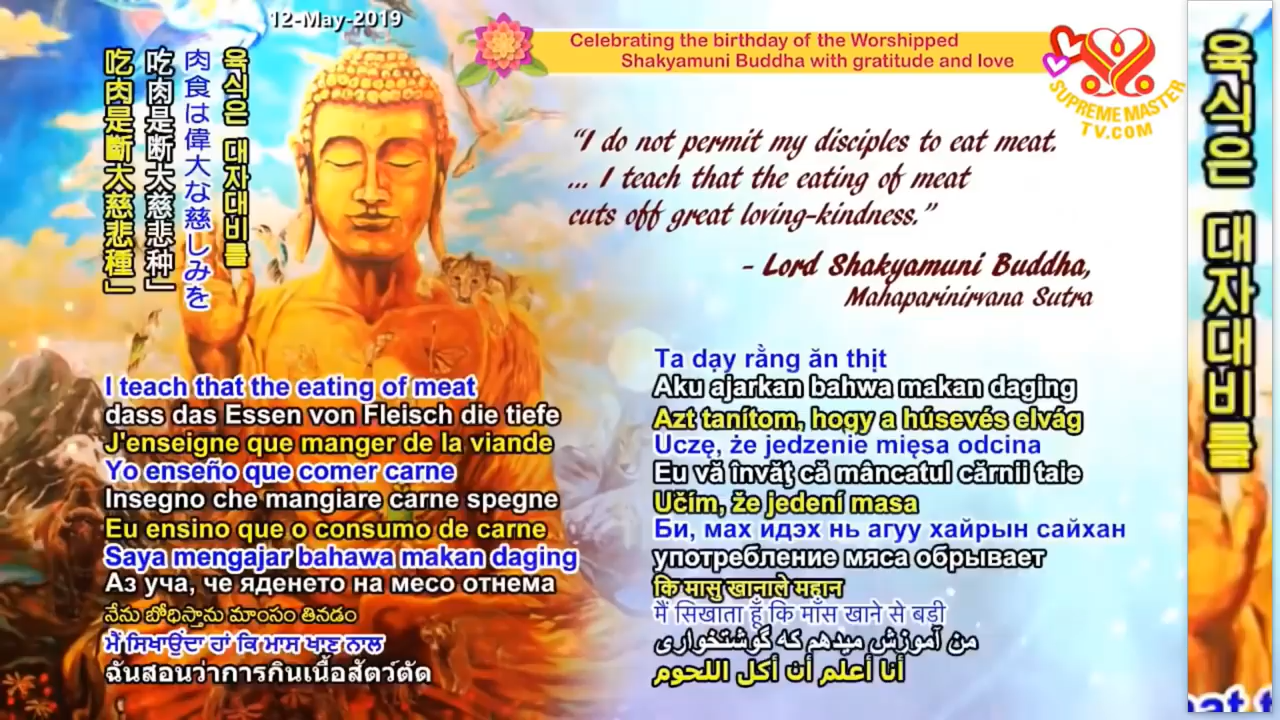 12-May-2019
Celebrating the birthday of the Worshipped
Shakyamuni Buddha with gratitude and love
SUPREME MASTER
TV.COM
"I do not permit my disciples to eat meat.
... I teach that the eating of meat
cuts off great loving-kindness."
- Lord Shakyamuni Buddha,
Mahaparinirvana Sutra
육식은 대자대비를
肉食は偉大な慈しみを
吃肉是断大慈悲种」
吃肉是斷大慈悲種」
I teach that the eating of meat
dass das Essen von Fleisch die tiefe
J'enseigne que manger de la viande
Yo enseño que comer carne
Insegno che mangiare carne spegne
Eu ensino que o consumo de carne
Saya mengajar bahawa makan daging
Аз уча, че яденето на месо отнема
నేను బోధిస్తాను మాంసం తినడం
ਮੈਂ ਸਿਖਾਉਂਦਾ ਹਾਂ ਕਿ ਮਾਸ ਖਾਣ ਨਾਲ
ฉันสอนว่าการกินเนื้อสัตว์ตัด
Ta dạy rằng ăn thịt
Aku ajarkan bahwa makan daging
Azt tanítom, hogy a húsevés elvág
Uczę, że jedzenie mięsa odcina
Eu vă învăţ că mâncatul cărnii taie
Učím, že jedení masa
Би, мах идэх нь агуу хайрын сайхан
употребление мяса обрывает
कि मासु खानाले महान
मैं सिखाता हूँ कि माँस खाने से बड़ी
من آموزش میدهم که گوشتخواری
أنا أعلم أن أكل اللحوم
육식은 대자대비를